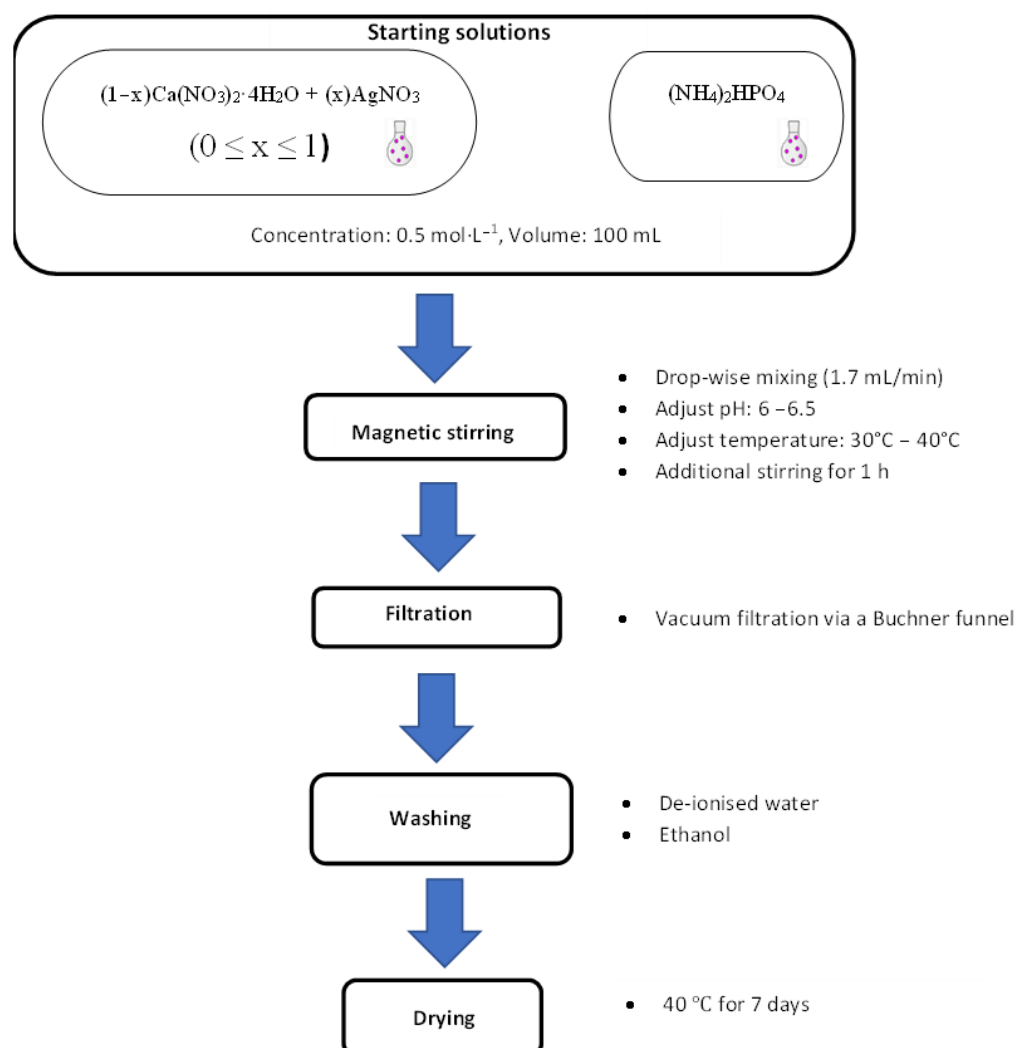 Starting solutions
(1−x)Ca(NO₃)₂· 4H₂O + (x)AgNO₃
(0 ≤ x ≤ 1)
(NH₄)₂HPO₄
Concentration: 0.5 mol·L⁻¹, Volume: 100 mL
Magnetic stirring
• Drop-wise mixing (1.7 mL/min)
• Adjust pH: 6 –6.5
• Adjust temperature: 30°C – 40°C
• Additional stirring for 1 h
Filtration
• Vacuum filtration via a Buchner funnel
Washing
• De-ionised water
• Ethanol
Drying
• 40 °C for 7 days